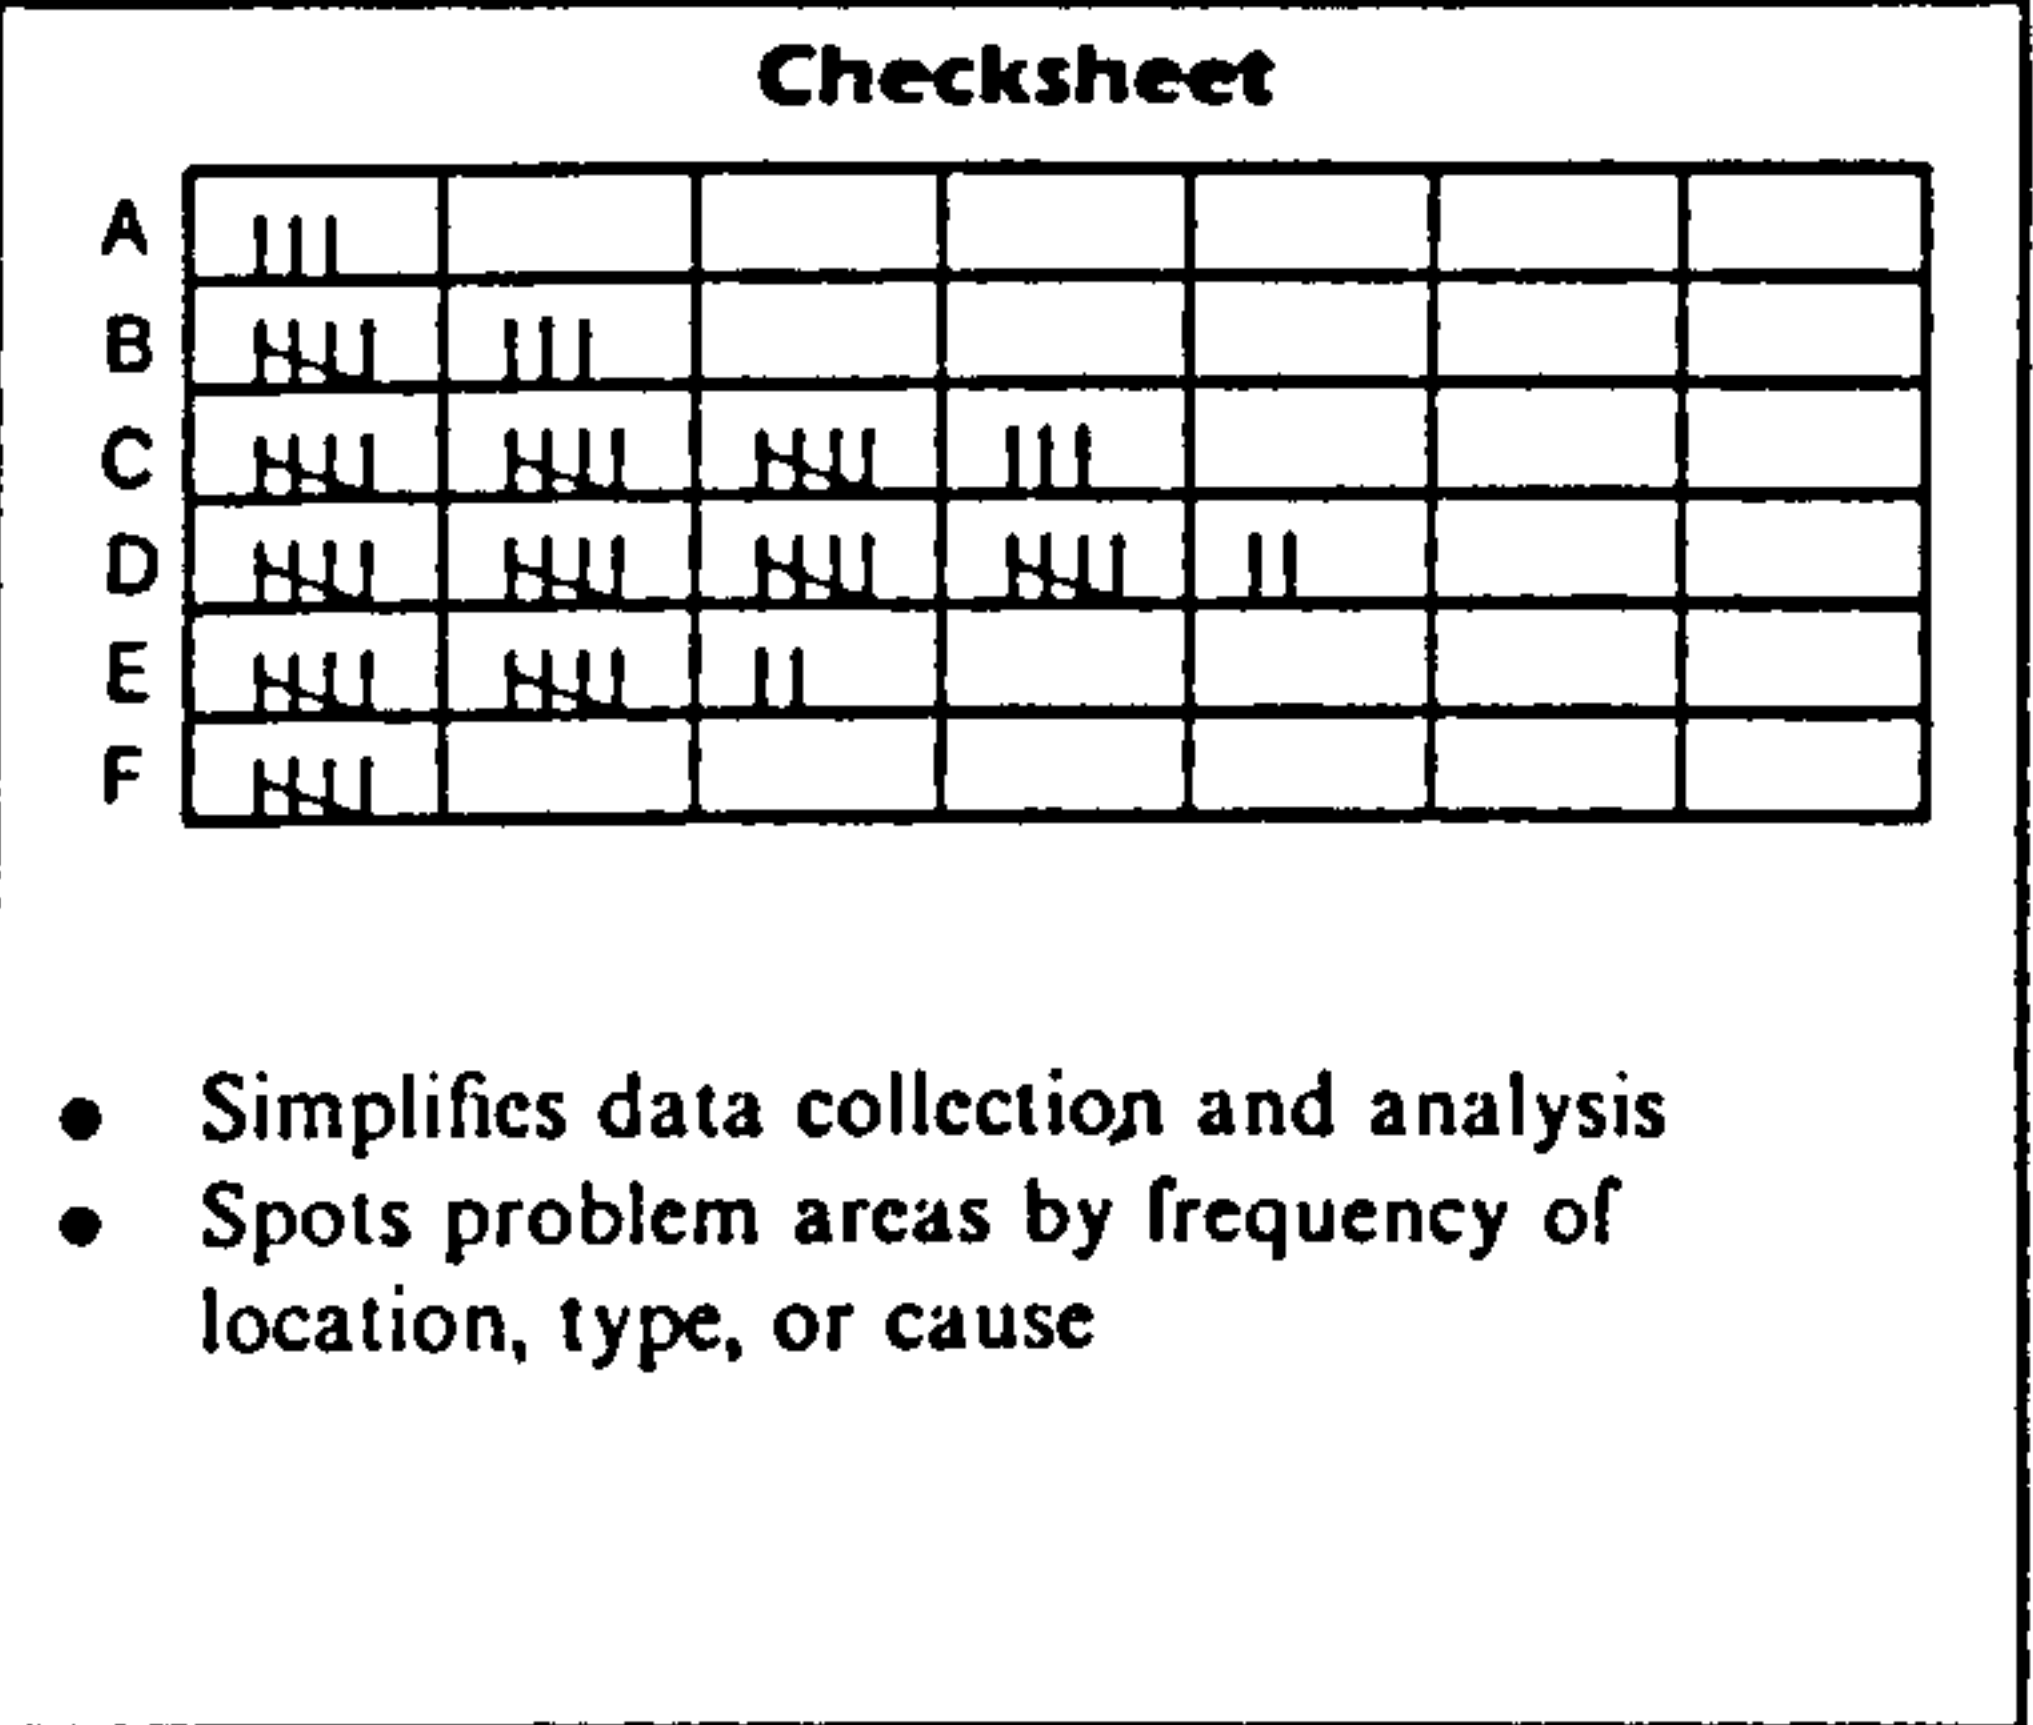 Checksheet
A
B
C
D
E
F
● Simplifies data collection and analysis
● Spots problem areas by frequency of
location, type, or cause